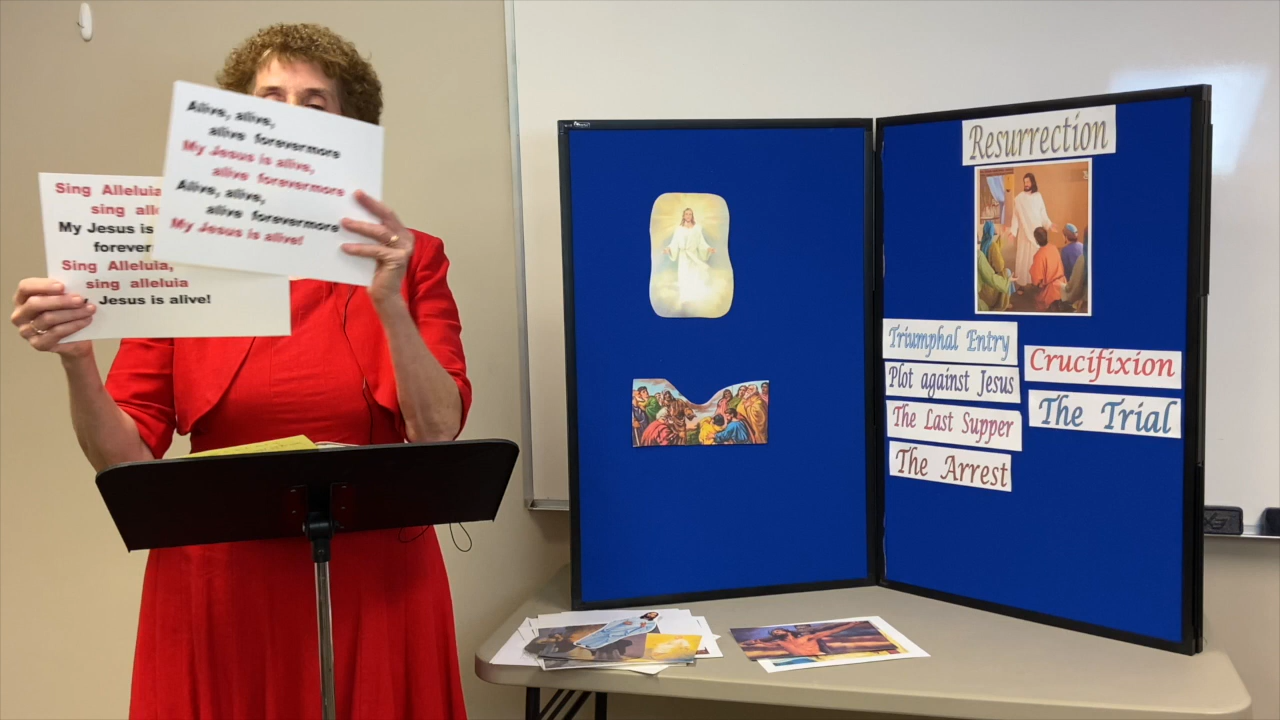 Alive, alive,
alive forevermore
My Jesus is alive,
alive forevermore
Alive, alive,
alive forevermore
My Jesus is alive!
Sing Alleluia
sing
My Jesus is
Sing Alleluia,
sing alleluia
Jesus is alive!
Resurrection
Triumphal Entry
Plot against Jesus
The Last Supper
The Arrest
Crucifixion
The Trial